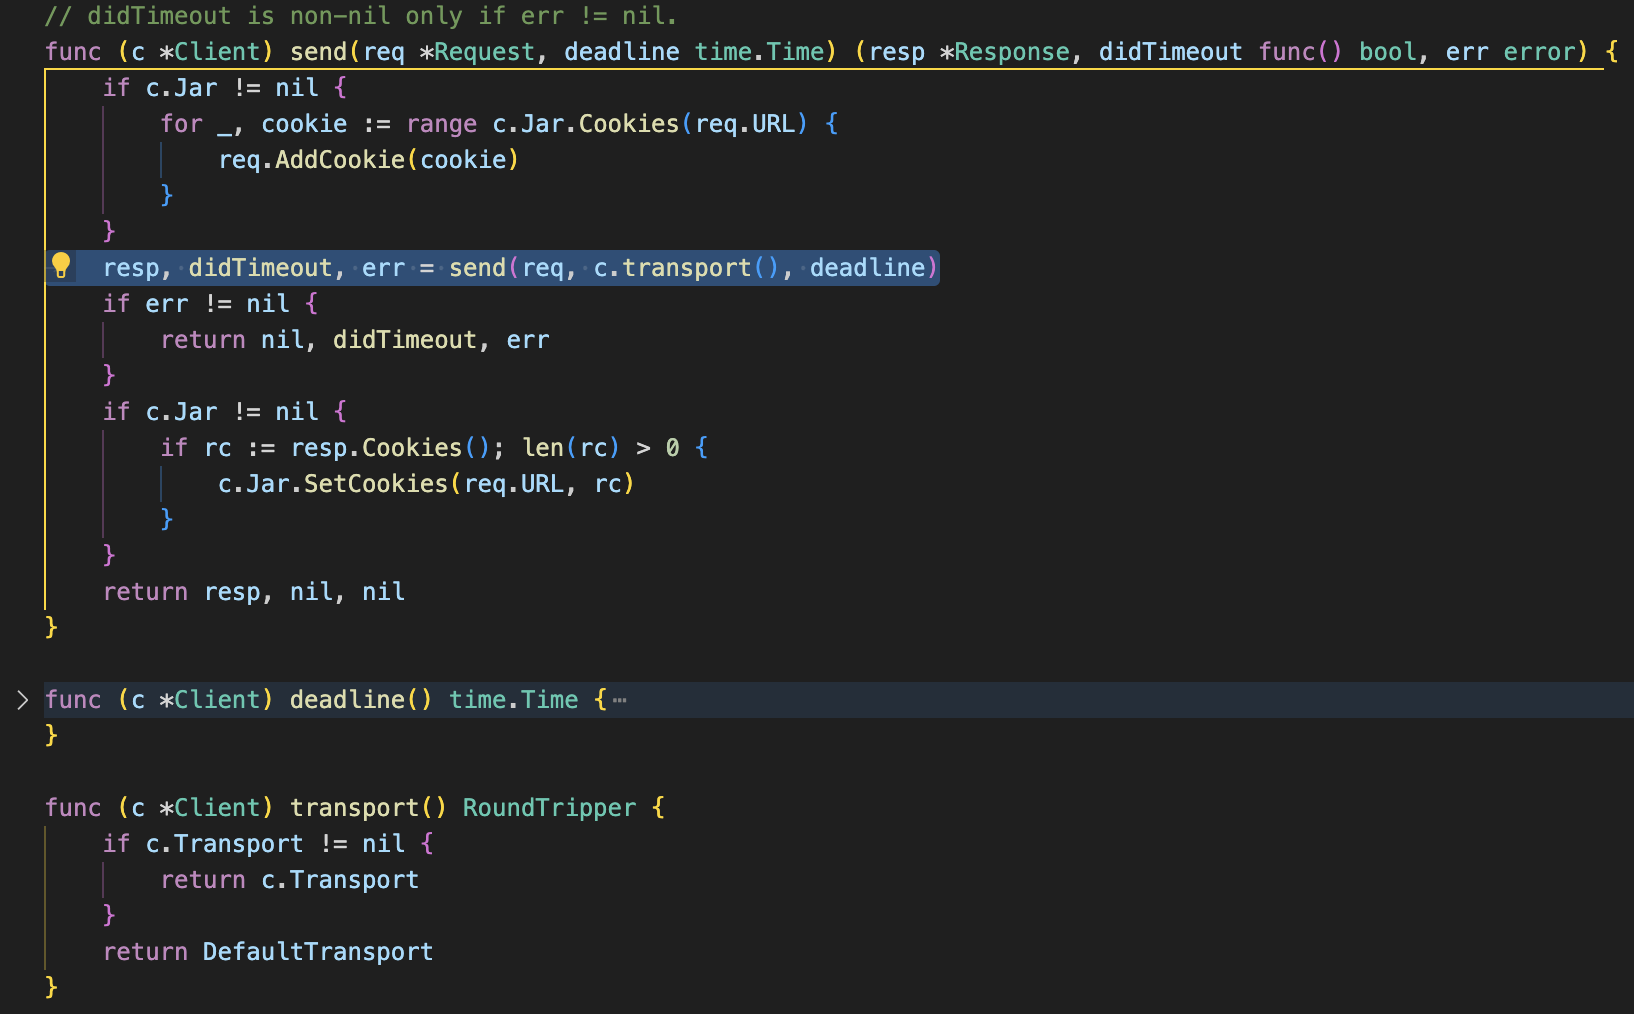 // didTimeout is non-nil only if err != nil.
func (c *Client) send(req *Request, deadline time.Time) (resp *Response, didTimeout func() bool, err error) {
if c.Jar != nil {
for _, cookie := range c.Jar.Cookies(req.URL) {
req.AddCookie(cookie)
}
}
resp, didTimeout, err = send(req, c.transport(), deadline)
if err != nil {
return nil, didTimeout, err
}
if c.Jar != nil {
if rc := resp.Cookies(); len(rc) > 0 {
c.Jar.SetCookies(req.URL, rc)
}
}
return resp, nil, nil
}
func (c *Client) deadline() time.Time {⋯
}
func (c *Client) transport() RoundTripper {
if c.Transport != nil {
return c.Transport
}
return DefaultTransport
}